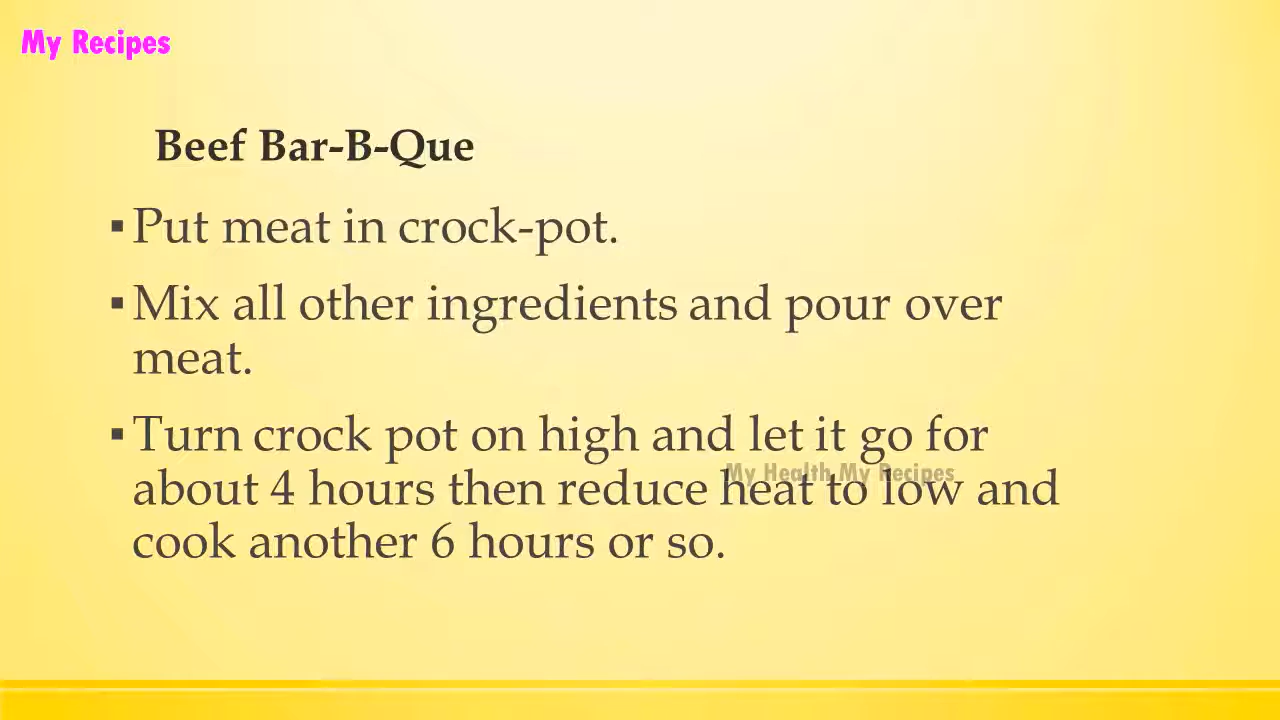 My Recipes
Beef Bar-B-Que
▪Put meat in crock-pot.
▪Mix all other ingredients and pour over
meat.
▪Turn crock pot on high and let it go for
My Health My Recipes
about 4 hours then reduce heat to low and
cook another 6 hours or so.